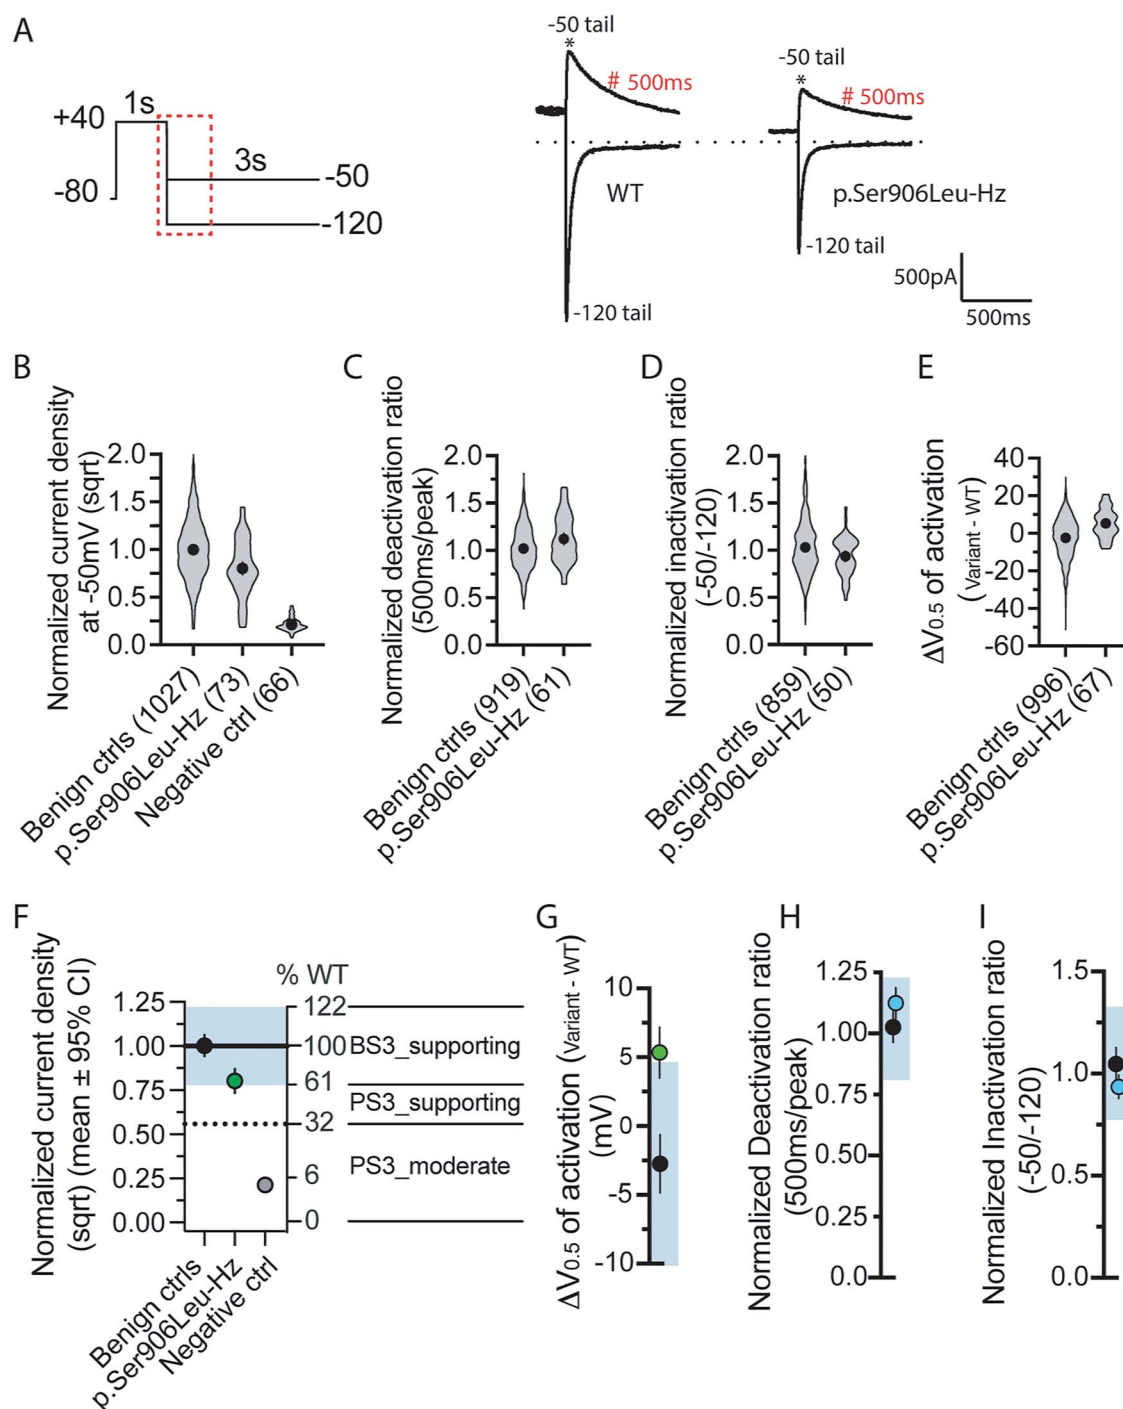 A
+40
1s
-80
3s
-50
-120
-50 tail
*
# 500ms
WT
-120 tail
-50 tail
*
# 500ms
p.Ser906Leu-Hz
-120 tail
500pA
500ms
B
Normalized current density
at -50mV (sqrt)
2.0
1.5
1.0
0.5
0.0
Benign ctrls (1027)
p.Ser906Leu-Hz (73)
Negative ctrl (66)
C
Normalized deactivation ratio
(500ms/peak)
2.0
1.5
1.0
0.5
0.0
Benign ctrls (919)
p.Ser906Leu-Hz (61)
D
Normalized inactivation ratio
(-50/-120)
2.0
1.5
1.0
0.5
0.0
Benign ctrls (859)
p.Ser906Leu-Hz (50)
E
ΔV0.5 of activation
( Variant - WT)
40
20
0
-20
-40
-60
Benign ctrls (996)
p.Ser906Leu-Hz (67)
F
Normalized current density
(sqrt) (mean ± 95% CI)
1.25
1.00
0.75
0.50
0.25
0.00
% WT
122
100
61
32
6
0
BS3_supporting
PS3_supporting
PS3_moderate
Benign ctrls
p.Ser906Leu-Hz
Negative ctrl
G
ΔV0.5 of activation (Variant - WT)
(mV)
10
5
0
-5
-10
H
Normalized Deactivation ratio
(500ms/peak)
1.25
1.00
0.75
0.50
0.25
0.0
I
Normalized Inactivation ratio
(-50/-120)
1.5
1.0
0.5
0.0